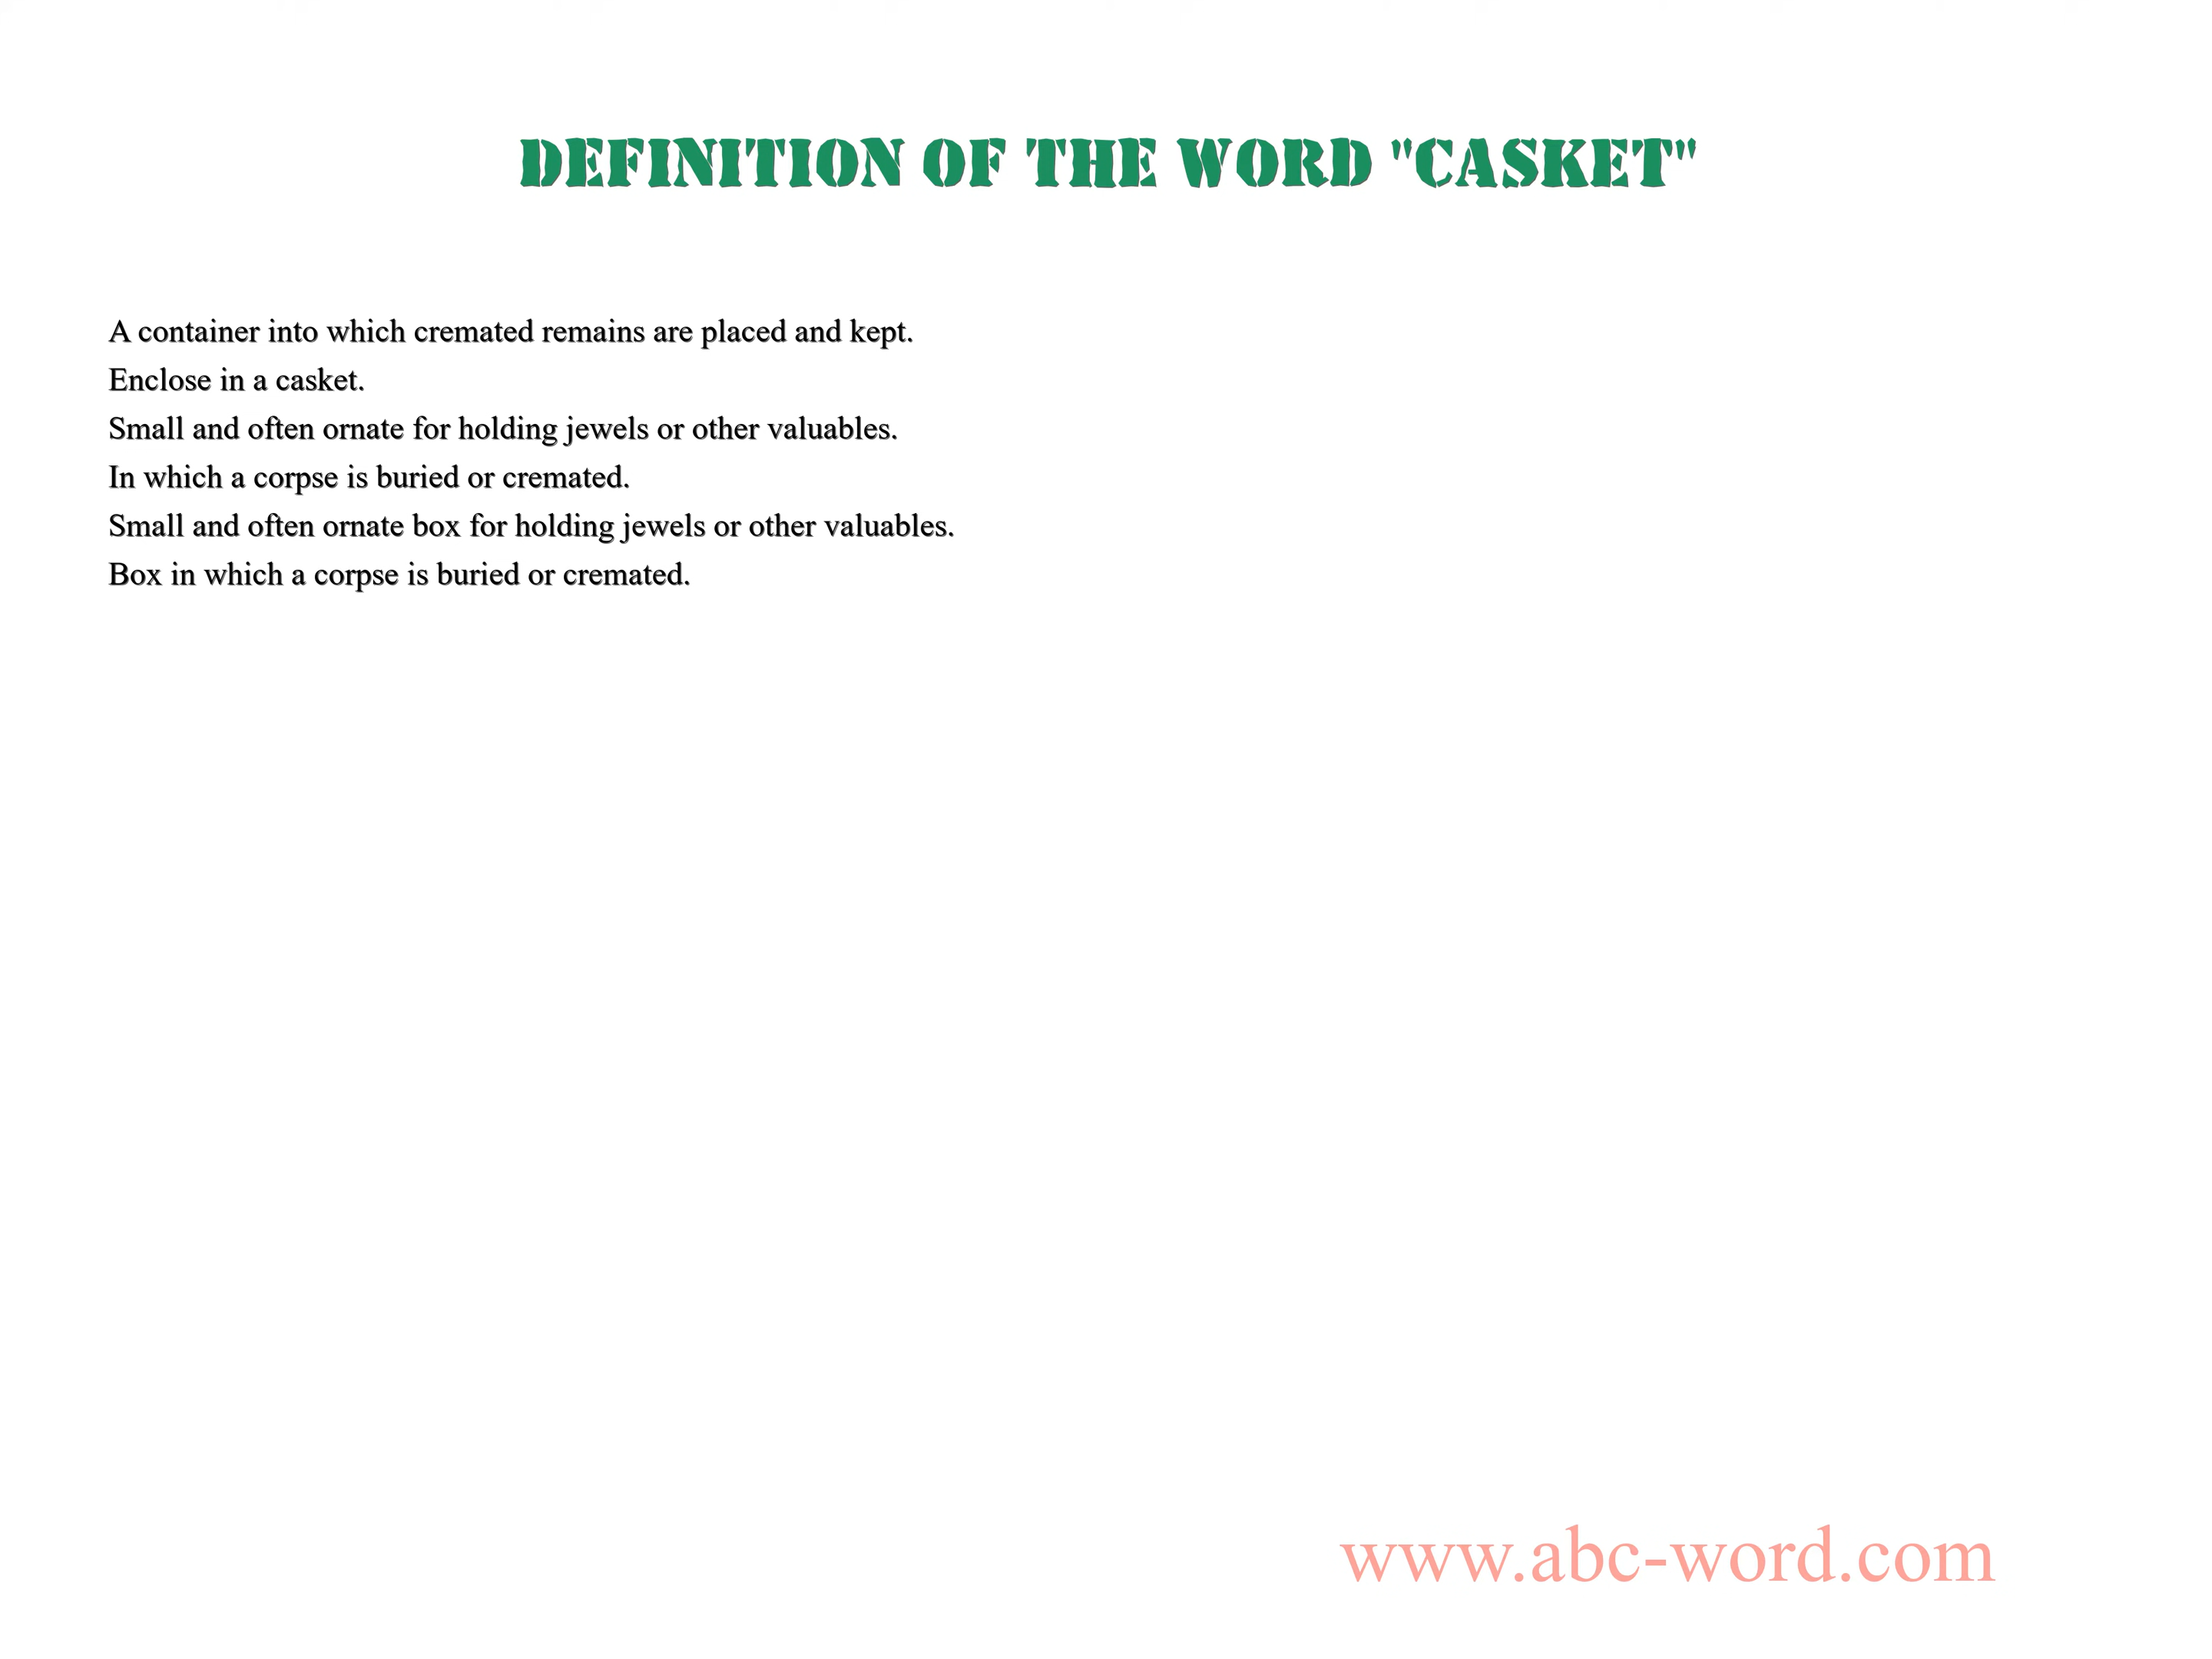 DEFINITION OF THE WORD "CASKET"
A container into which cremated remains are placed and kept.
Enclose in a casket.
Small and often ornate for holding jewels or other valuables.
In which a corpse is buried or cremated.
Small and often ornate box for holding jewels or other valuables.
Box in which a corpse is buried or cremated.
www.abc-word.com